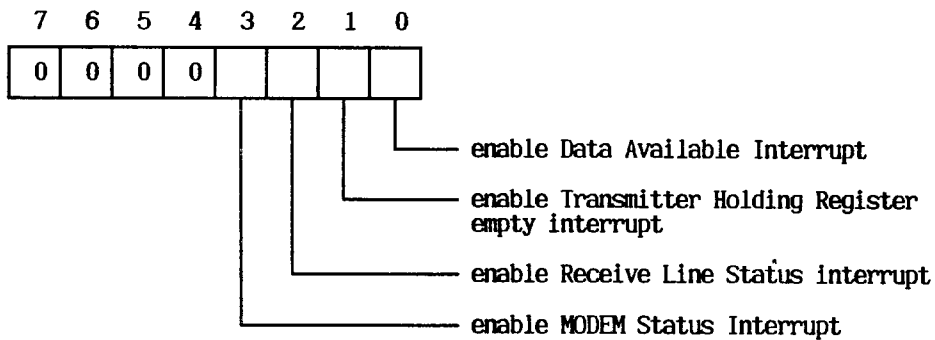 7 6 5 4 3 2 1 0
0 0 0 0
enable Data Available Interrupt
enable Transmitter Holding Register
empty interrupt
enable Receive Line Status interrupt
enable MODEM Status Interrupt